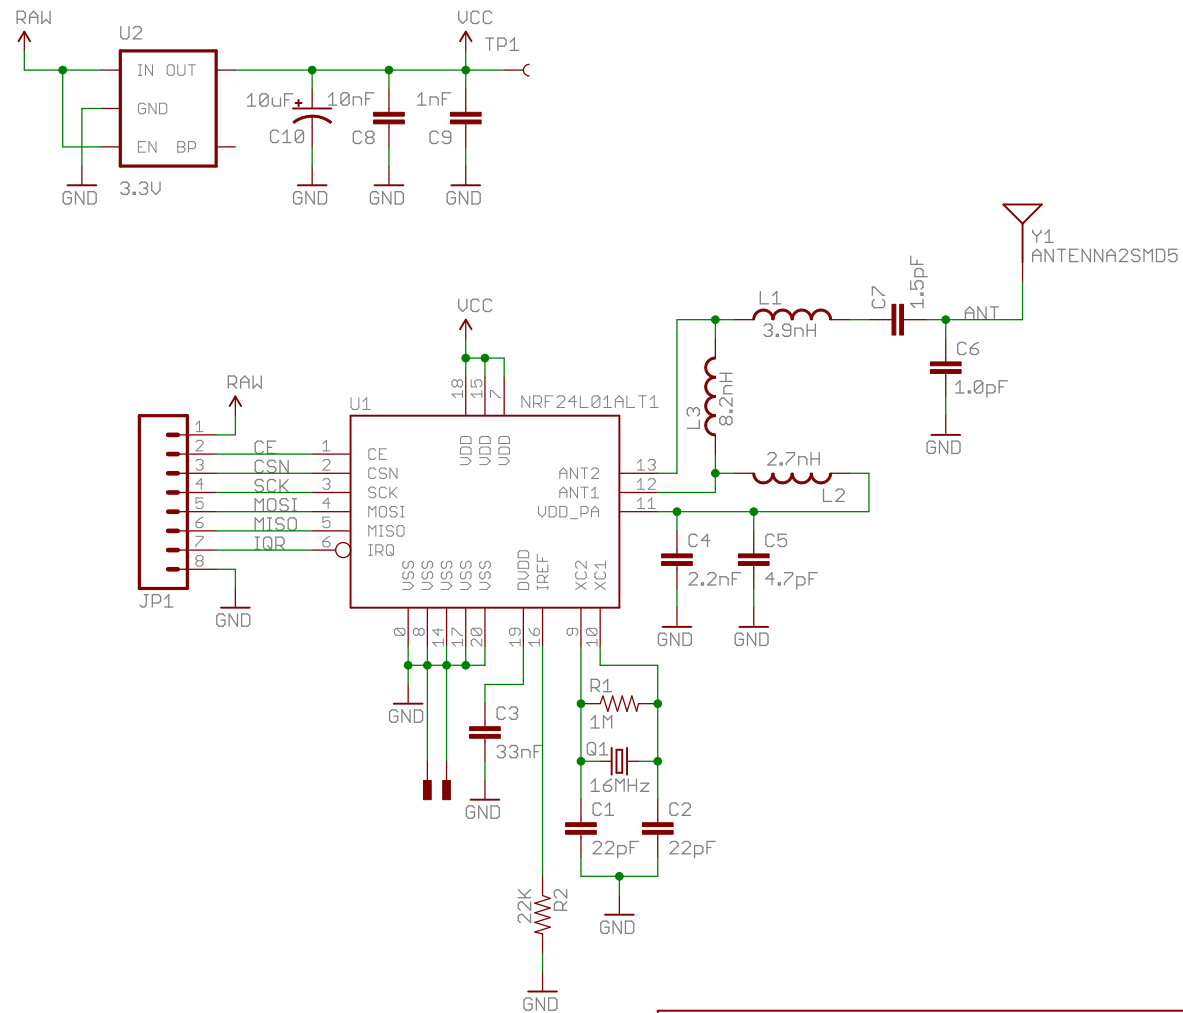 RAW
U2
VCC
TP1
IN OUT
GND
EN BP
3.3V
GND
10uF
+
C10
GND
10nF
C8
GND
1nF
C9
GND
Y1
ANTENNA2SMD5
L1
3.9nH
C7
1.5pF
ANT
C6
1.0pF
GND
L3
8.2nH
2.7nH
L2
VCC
18
15
7
U1
NRF24L01ALT1
VDD
VDD
VDD
RAW
1
2
3
4
5
6
7
8
JP1
GND
CE
CSN
SCK
MOSI
MISO
IQR
1
2
3
4
5
6
CE
CSN
SCK
MOSI
MISO
IRQ
ANT2
ANT1
VDD_PA
13
12
11
C4
2.2nF
GND
C5
4.7pF
GND
VSS
VSS
VSS
VSS
VSS
DVDD
IREF
XC2
XC1
0
8
14
17
20
19
16
9
10
GND
C3
33nF
GND
R1
1M
Q1
16MHz
C1
22pF
C2
22pF
GND
22K
R2
GND